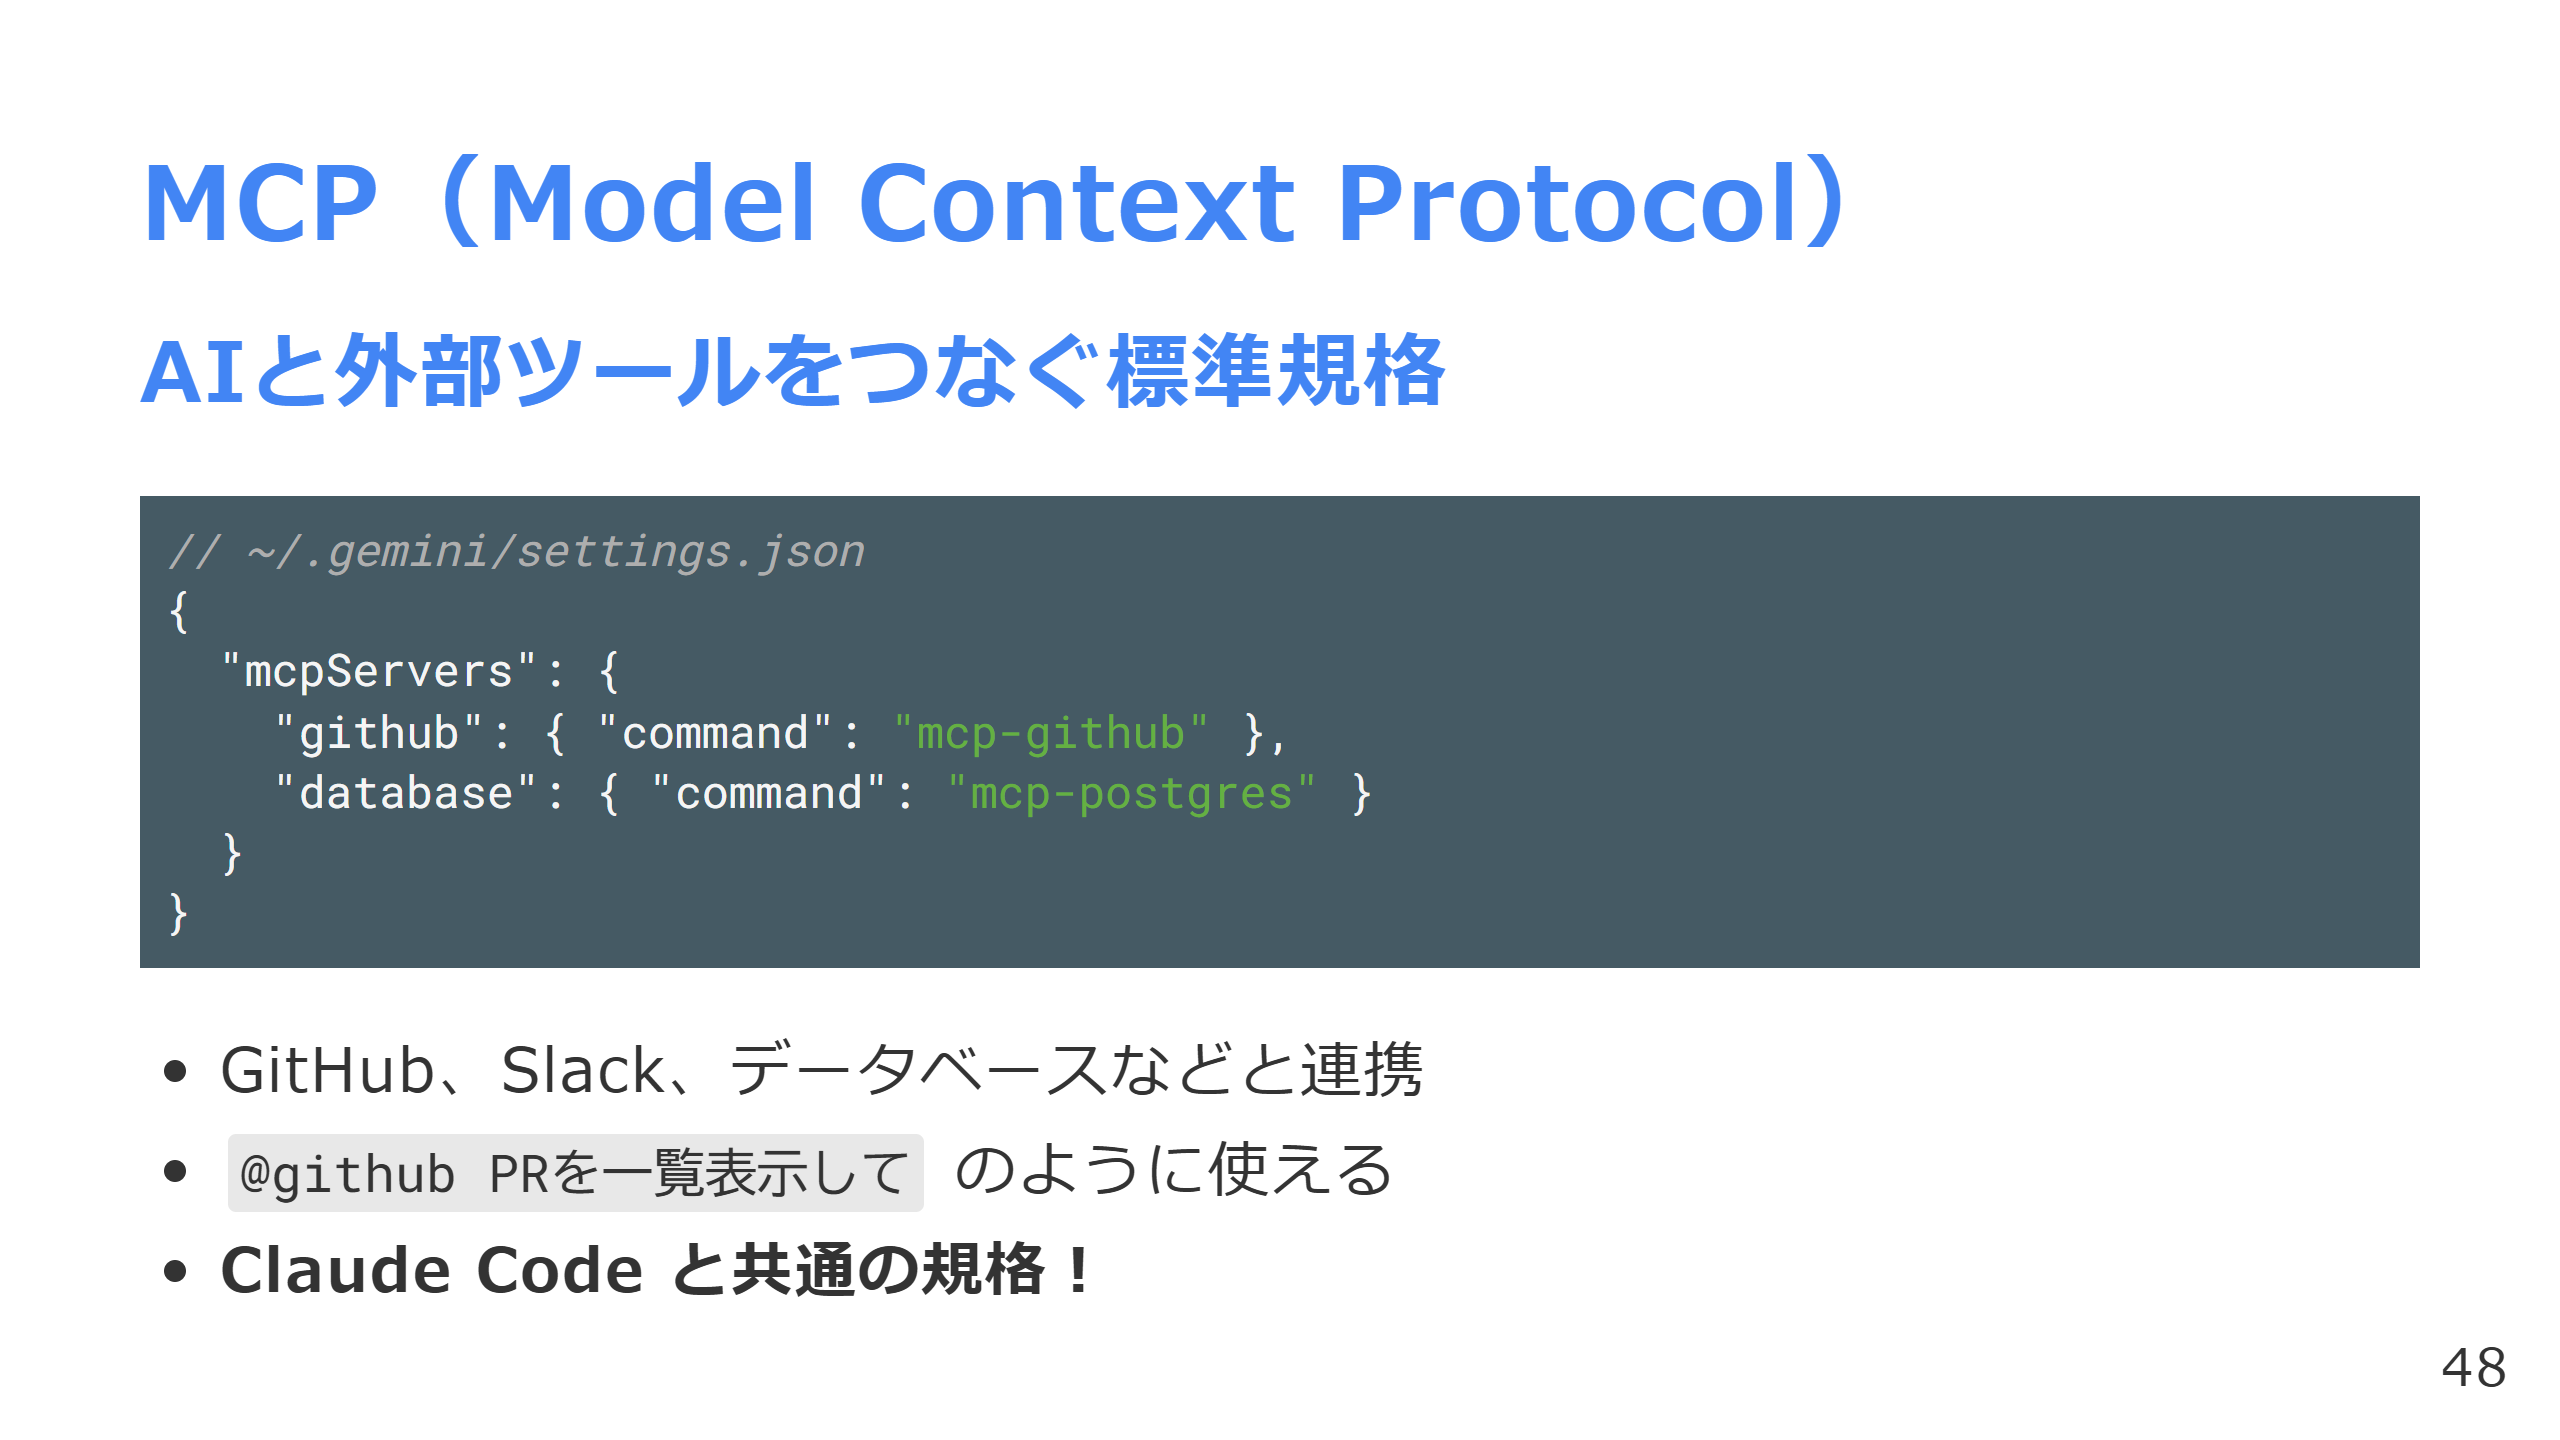 MCP（Model Context Protocol）
AIと外部ツールをつなぐ標準規格
// ~/.gemini/settings.json
{
  "mcpServers": {
    "github": { "command": "mcp-github" },
    "database": { "command": "mcp-postgres" }
  }
}
• GitHub、Slack、データベースなどと連携
• @github PRを一覧表示して のように使える
• Claude Code と共通の規格！
48